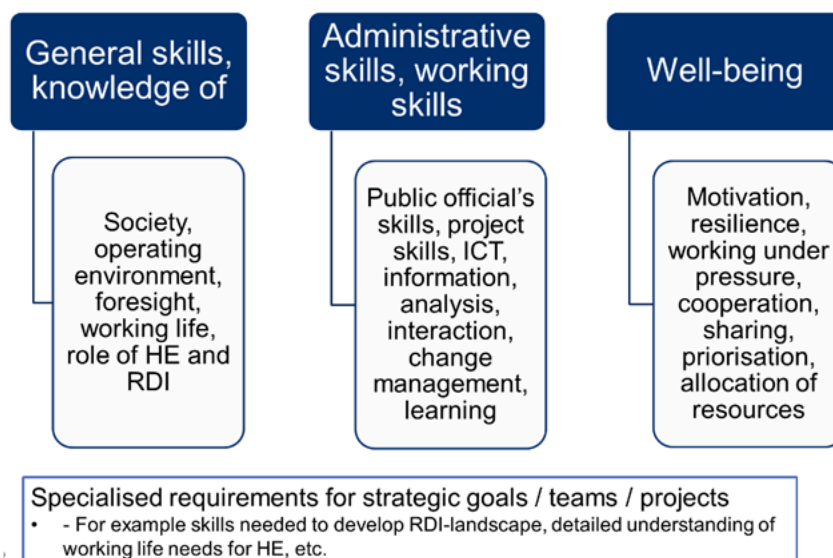 General skills,
knowledge of
Administrative
skills, working
skills
Well-being
Society,
operating
environment,
foresight,
working life,
role of HE and
RDI
Public official's
skills, project
skills, ICT,
information,
analysis,
interaction,
change
management,
learning
Motivation,
resilience,
working under
pressure,
cooperation,
sharing,
priorisation,
allocation of
resources
Specialised requirements for strategic goals / teams / projects
• - For example skills needed to develop RDI-landscape, detailed understanding of
working life needs for HE, etc.